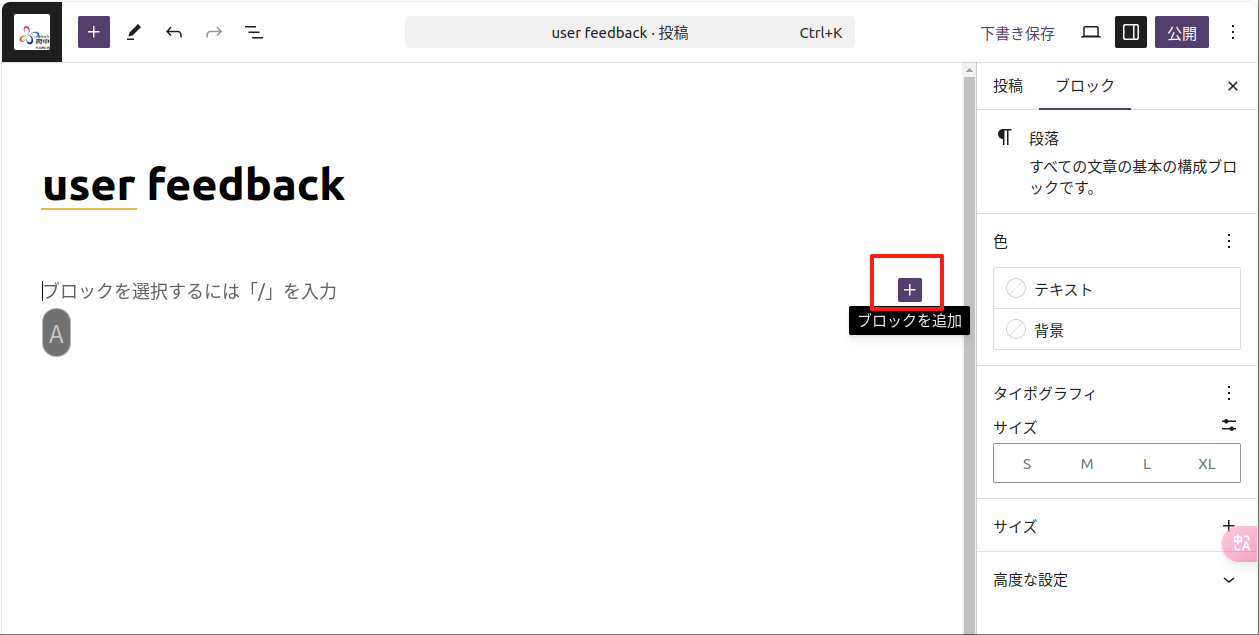 user feedback · 投稿
Ctrl+K
下書き保存
公開
投稿
ブロック
段落
すべての文章の基本の構成ブロ
ックです。
user feedback
ブロックを選択するには「/」を入力
A
ブロックを追加
色
テキスト
背景
タイポグラフィ
サイズ
S M L XL
サイズ
高度な設定